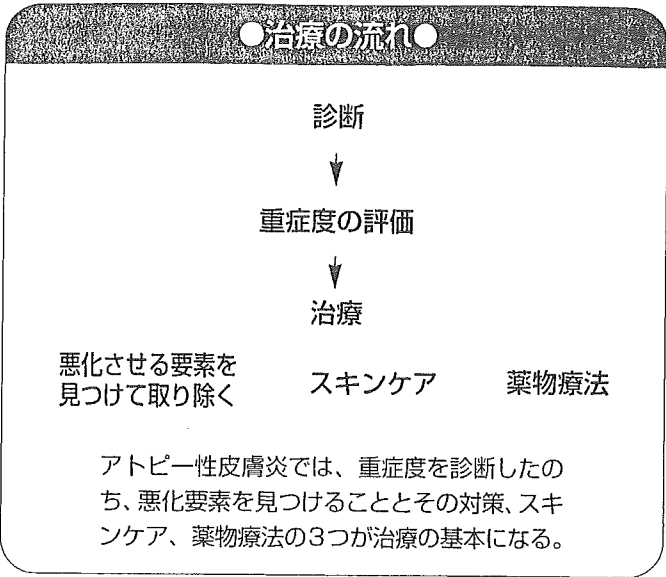 ●治療の流れ●
診断
重症度の評価
治療
悪化させる要素を
見つけて取り除く
スキンケア
薬物療法
アトピー性皮膚炎では、重症度を診断したの
ち、悪化要素を見つけることとその対策、スキ
ンケア、薬物療法の3つが治療の基本になる。